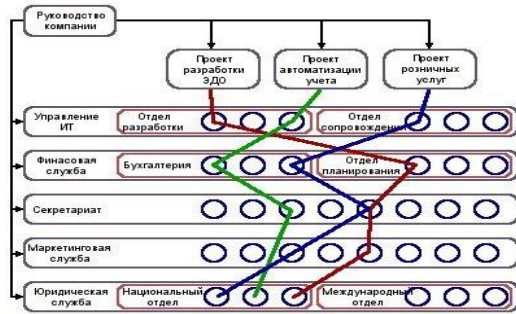 Руководство
компании
Проект
разработки
ЭДО
Проект
автоматизации
учета
Проект
розничных
услуг
Управление
ИТ
Отдел
разработки
Отдел
сопровождения
Финасовая
служба
Бухгалтерия
Отдел
планирования
Секретариат
Маркетинговая
служба
Юридическая
служба
Национальный
отдел
Международный
отдел